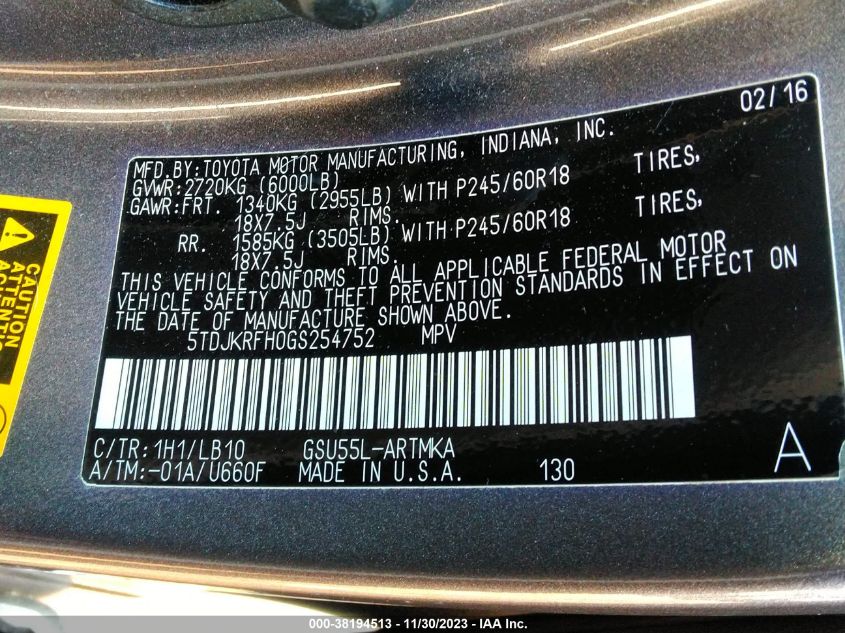 02/16
MFD.BY:TOYOTA MOTOR MANUFACTURING, INDIANA, INC.
GVWR:2720KG (6000LB)
GAWR:FRT. 1340KG (2955LB) WITH P245/60R18 TIRES,
18X7.5J RIMS.
RR. 1585KG (3505LB) WITH P245/60R18 TIRES,
18X7.5J RIMS.
THIS VEHICLE CONFORMS TO ALL APPLICABLE FEDERAL MOTOR
VEHICLE SAFETY AND THEFT PREVENTION STANDARDS IN EFFECT ON
THE DATE OF MANUFACTURE SHOWN ABOVE.
5TDJKRFH0GS254752 MPV
C/TR:1H1/LB10 GSU55L-ARTMKA
A/TM:-01A/U660F MADE IN U.S.A. 130
A
CAUTION
000-38194513 - 11/30/2023 - IAA Inc.